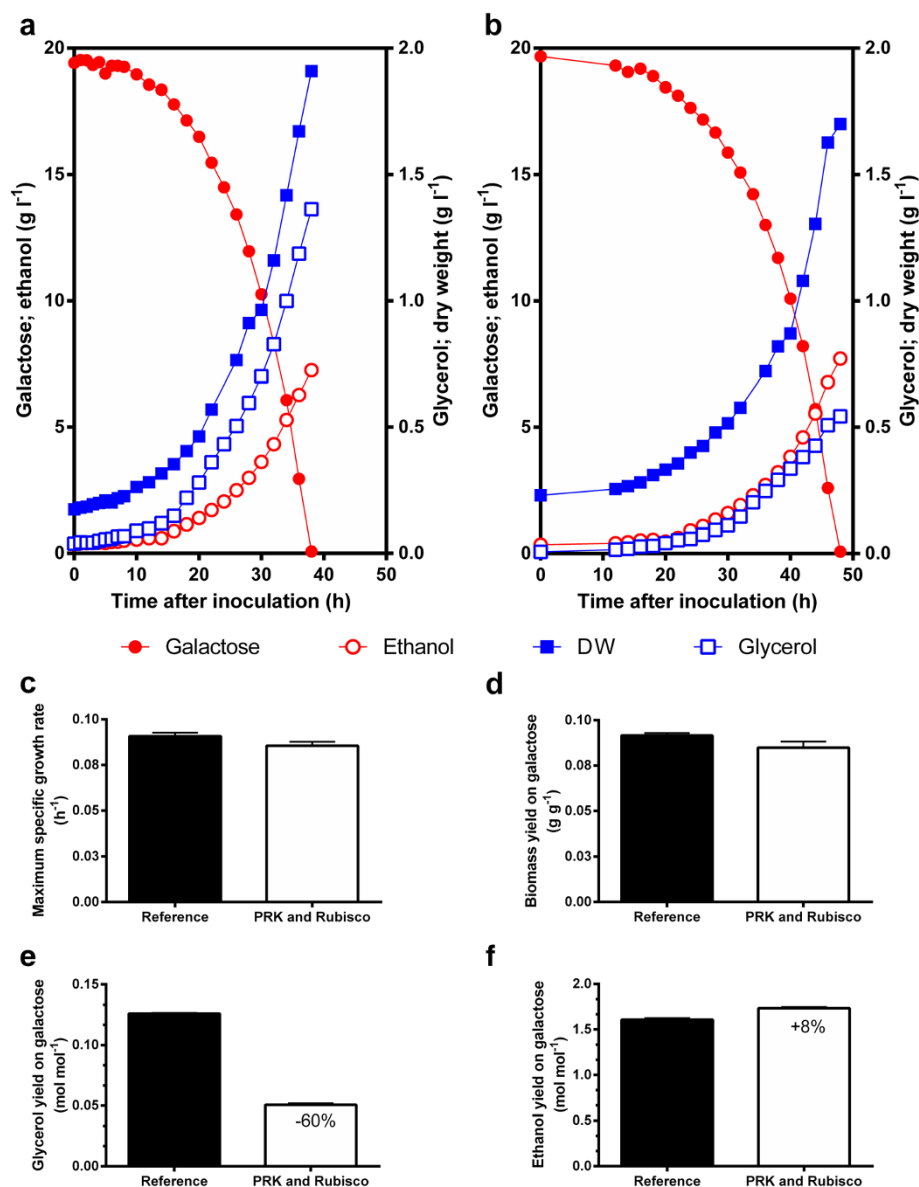 a
b
20
15
10
5
0
Galactose; ethanol (g l⁻¹)
2.0
1.5
1.0
0.5
0.0
Glycerol; dry weight (g l⁻¹)
0 10 20 30 40 50
Time after inoculation (h)
20
15
10
5
0
Galactose; ethanol (g l⁻¹)
2.0
1.5
1.0
0.5
0.0
Glycerol; dry weight (g l⁻¹)
0 10 20 30 40 50
Time after inoculation (h)
Galactose Ethanol DW Glycerol
c
0.10
0.08
0.05
0.03
0.00
Maximum specific growth rate
(h⁻¹)
Reference PRK and Rubisco
d
0.10
0.08
0.05
0.03
0.00
Biomass yield on galactose
(g g⁻¹)
Reference PRK and Rubisco
e
0.15
0.10
0.05
0.00
Glycerol yield on galactose
(mol mol⁻¹)
-60%
Reference PRK and Rubisco
f
2.0
1.5
1.0
0.5
0.0
Ethanol yield on galactose
(mol mol⁻¹)
+8%
Reference PRK and Rubisco